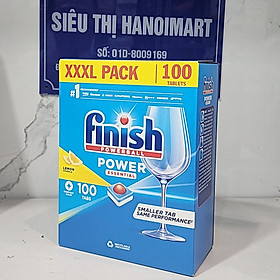 SIÊU THỊ HANOIMART
SỐ: 01D-8009169
XXXL PACK
100
TABLETS
#1
finish
POWERBALL
POWER
ESSENTIAL
LEMON
100
TABS
SMALLER TAB
SAME PERFORMANCE*